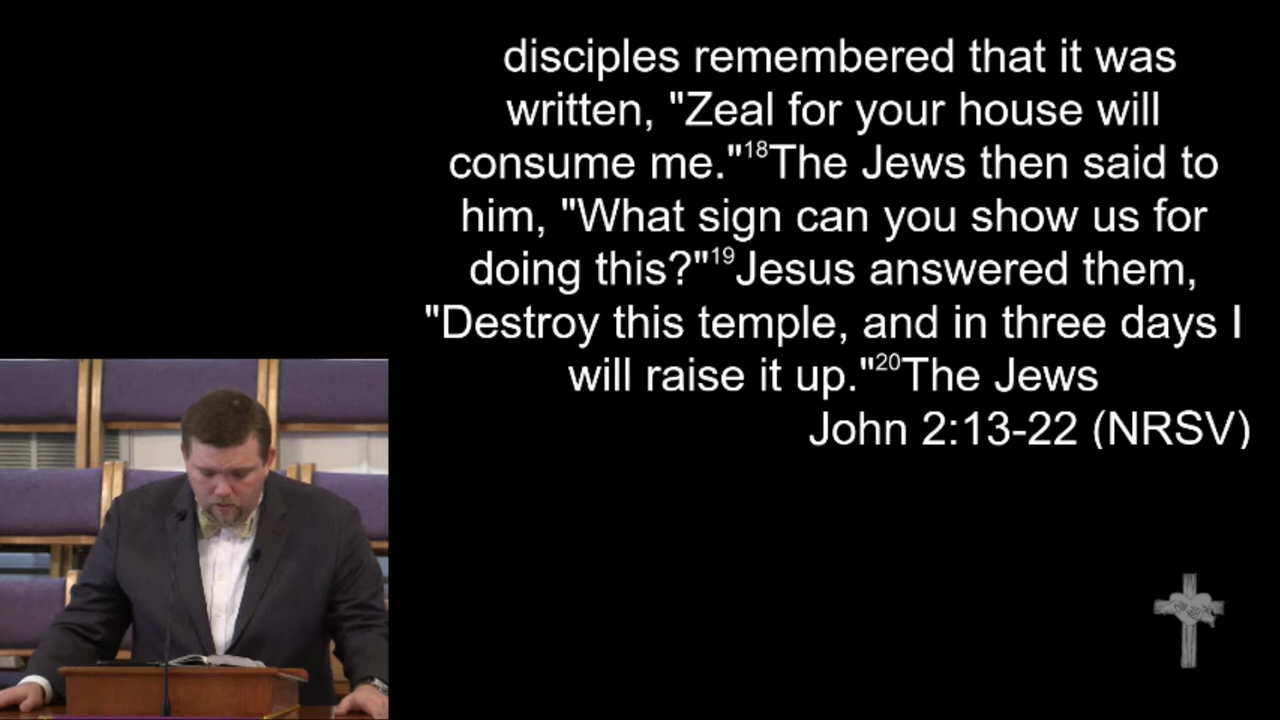 disciples remembered that it was
written, "Zeal for your house will
consume me."18The Jews then said to
him, "What sign can you show us for
doing this?"19Jesus answered them,
"Destroy this temple, and in three days I
will raise it up."20The Jews
John 2:13-22 (NRSV)